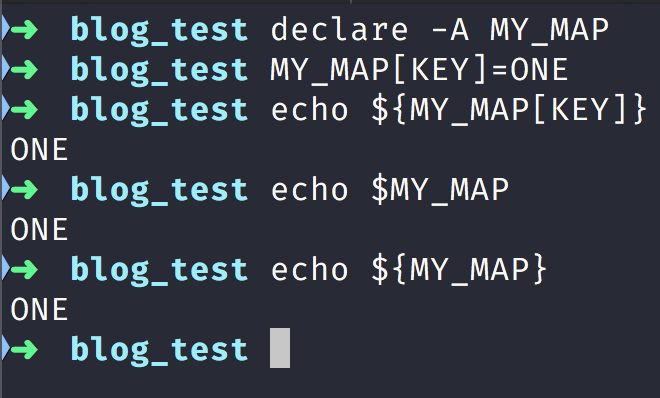 ➜ blog_test declare -A MY_MAP
➜ blog_test MY_MAP[KEY]=ONE
➜ blog_test echo ${MY_MAP[KEY]}
ONE
➜ blog_test echo $MY_MAP
ONE
➜ blog_test echo ${MY_MAP}
ONE
➜ blog_test